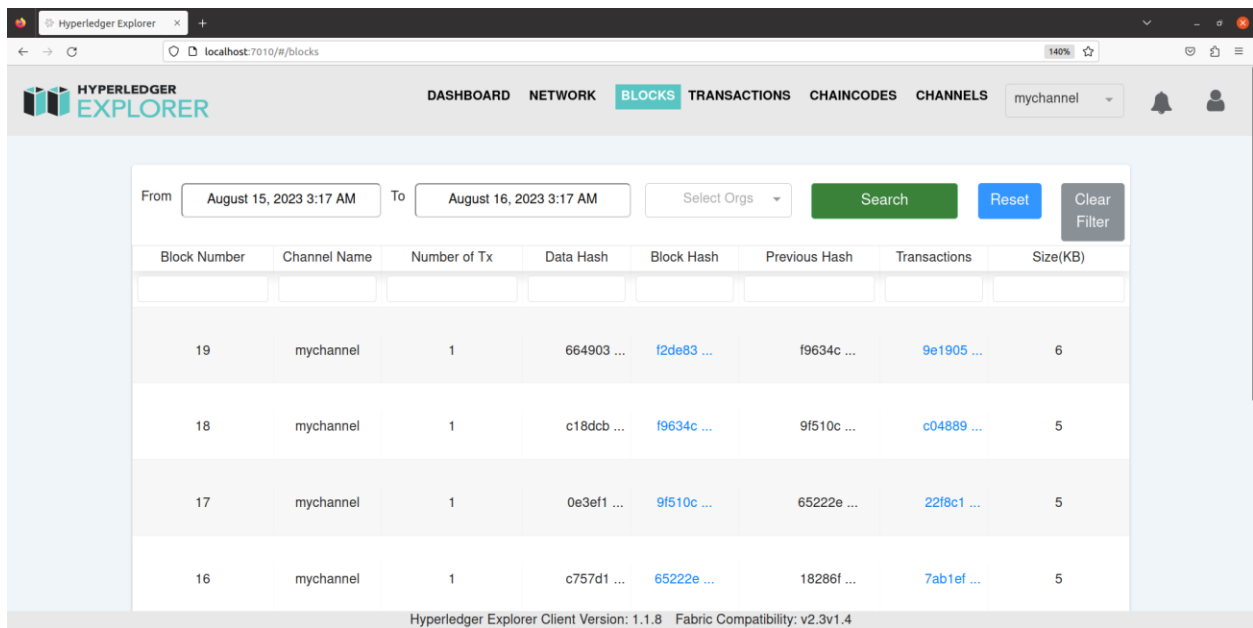 Hyperledger Explorer × +
localhost:7010/#/blocks 140%
HYPERLEDGER
EXPLORER
DASHBOARD NETWORK BLOCKS TRANSACTIONS CHAINCODES CHANNELS mychannel
From August 15, 2023 3:17 AM To August 16, 2023 3:17 AM Select Orgs Search Reset Clear
Filter
Block Number Channel Name Number of Tx Data Hash Block Hash Previous Hash Transactions Size(KB)
19 mychannel 1 664903 ... f2de83 ... f9634c ... 9e1905 ... 6
18 mychannel 1 c18dcb ... f9634c ... 9f510c ... c04889 ... 5
17 mychannel 1 0e3ef1 ... 9f510c ... 65222e ... 22f8c1 ... 5
16 mychannel 1 c757d1 ... 65222e ... 18286f ... 7ab1ef ... 5
Hyperledger Explorer Client Version: 1.1.8 Fabric Compatibility: v2.3v1.4